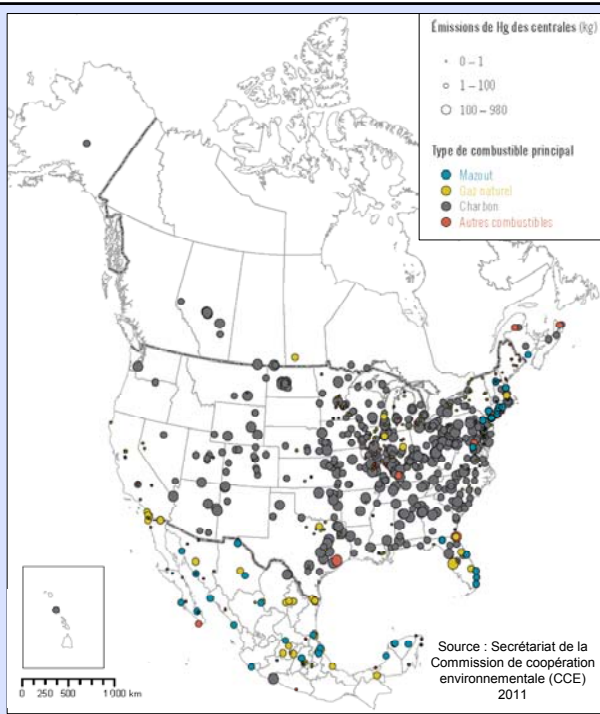 Émissions de Hg des centrales (kg)
0 – 1
1 – 100
100 – 980
Type de combustible principal
Mazout
Gaz naturel
Charbon
Autres combustibles
Source : Secrétariat de la
Commission de coopération
environnementale (CCE)
2011
0 250 500 1 000 km